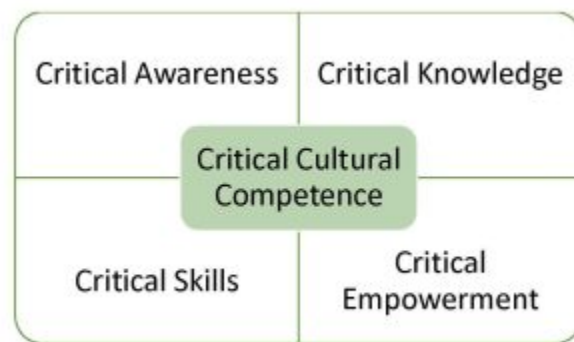 Critical Awareness
Critical Knowledge
Critical Cultural
Competence
Critical Skills
Critical
Empowerment